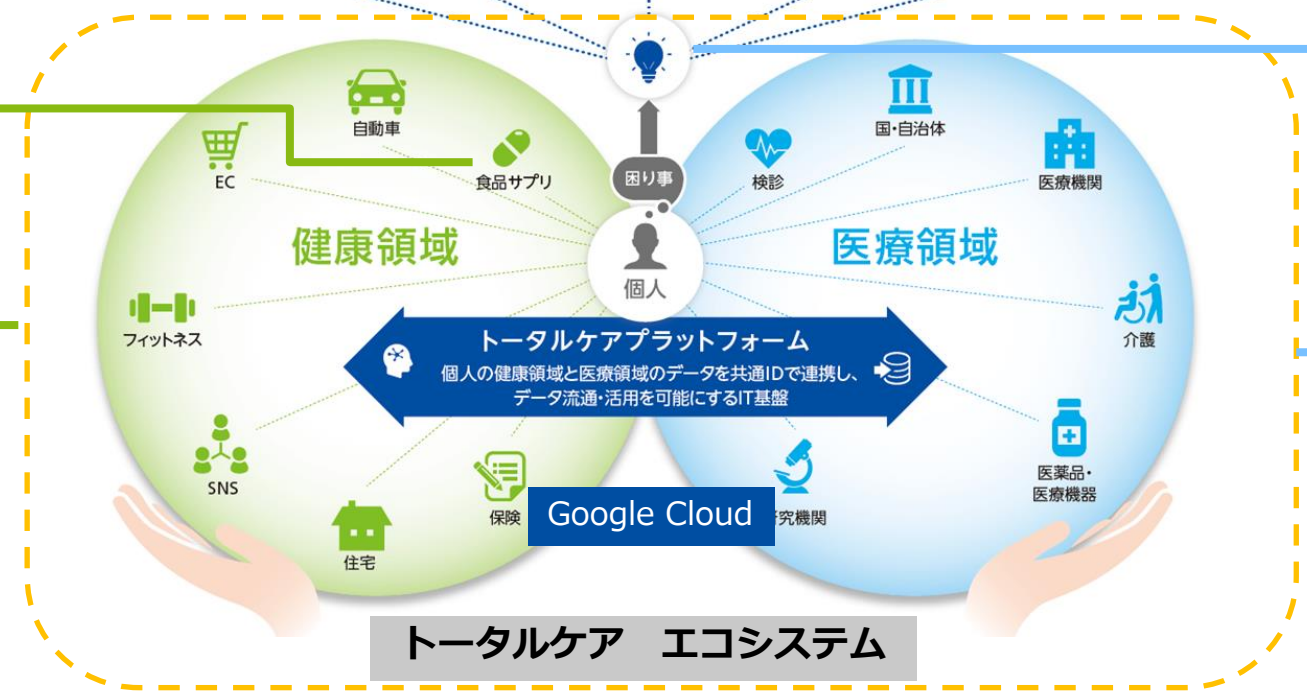 自動車
国・自治体
EC
食品サプリ
困り事
検診
医療機関
健康領域
医療領域
個人
フィットネス
介護
トータルケアプラットフォーム
個人の健康領域と医療領域のデータを共通IDで連携し、
データ流通・活用を可能にするIT基盤
SNS
保険
住宅
Google Cloud
究機関
医薬品・
医療機器
トータルケア　エコシステム